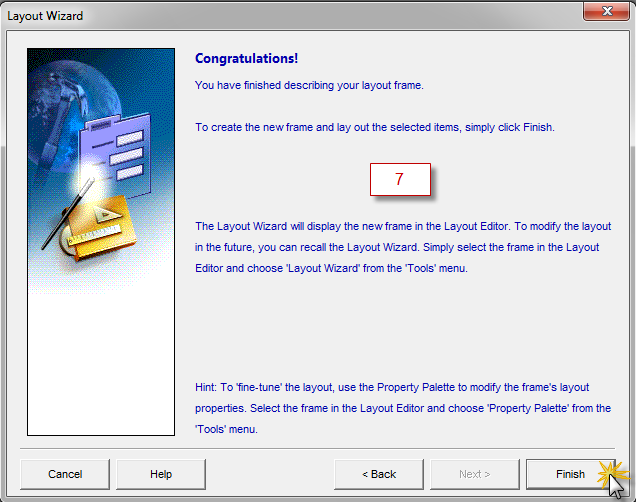 Layout Wizard
Congratulations!
You have finished describing your layout frame.
To create the new frame and lay out the selected items, simply click Finish.
7
The Layout Wizard will display the new frame in the Layout Editor. To modify the layout
in the future, you can recall the Layout Wizard. Simply select the frame in the Layout
Editor and choose 'Layout Wizard' from the 'Tools' menu.
Hint: To 'fine-tune' the layout, use the Property Palette to modify the frame's layout
properties. Select the frame in the Layout Editor and choose 'Property Palette' from the
'Tools' menu.
Cancel Help < Back Next > Finish